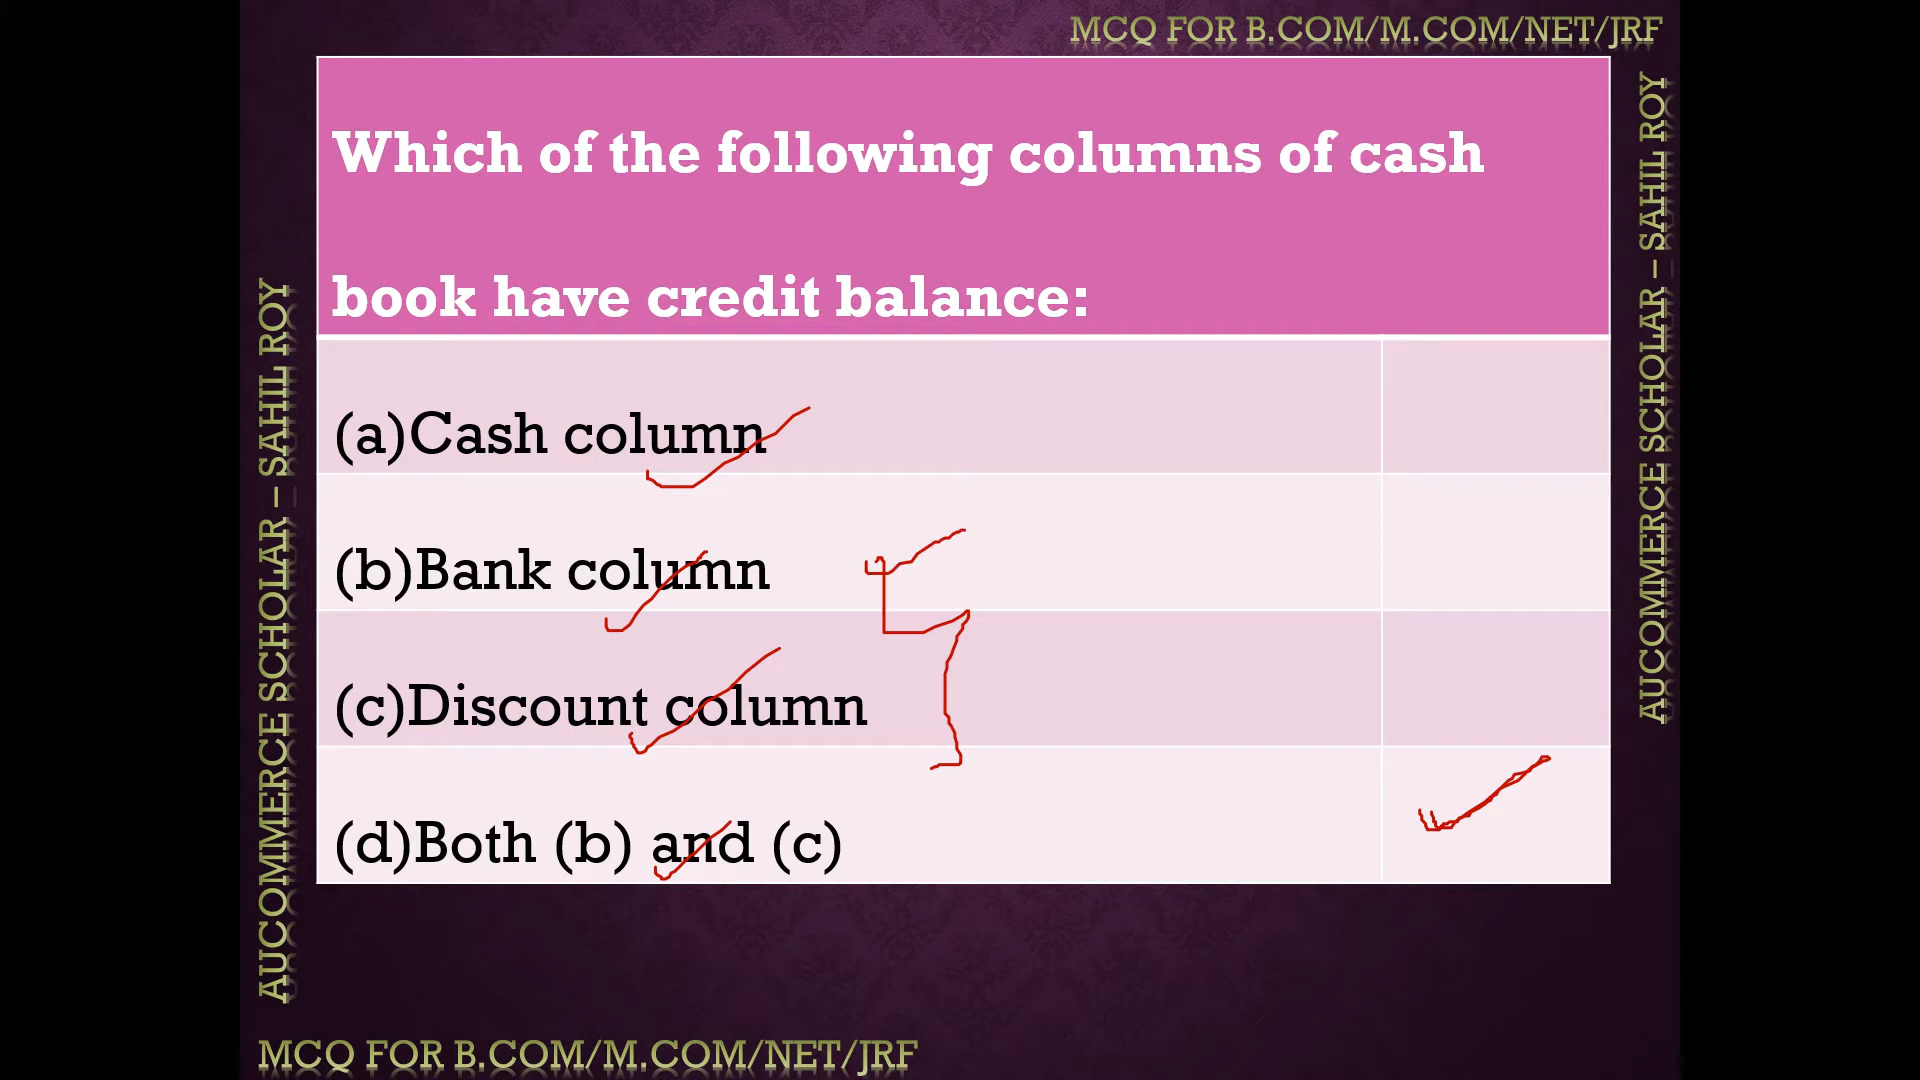 MCQ FOR B.COM/M.COM/NET/JRF
Which of the following columns of cash
book have credit balance:
(a)Cash column
(b)Bank column
(c)Discount column
(d)Both (b) and (c)
AUCOMMERCE SCHOLAR – SAHIL ROY
AUCOMMERCE SCHOLAR – SAHIL ROY
MCQ FOR B.COM/M.COM/NET/JRF